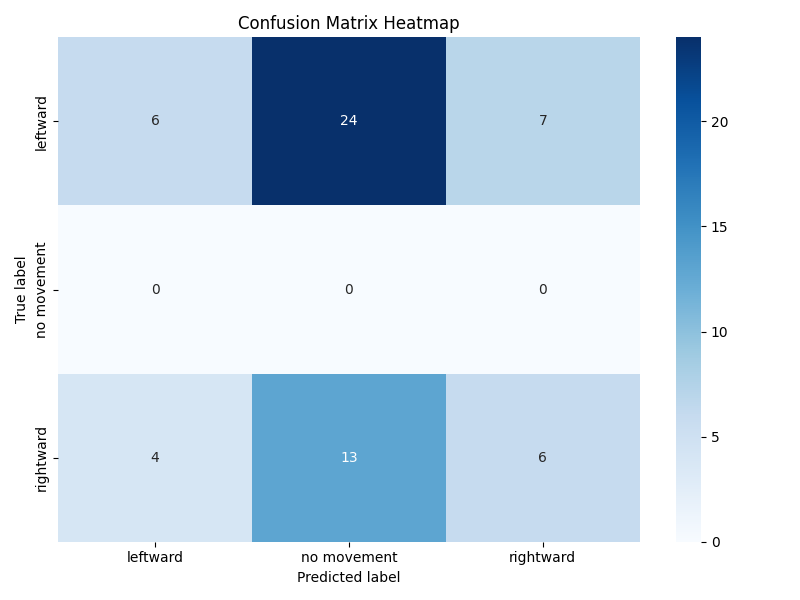 Confusion Matrix Heatmap
True label
leftward
6 24 7
no movement
0 0 0
rightward
4 13 6
leftward no movement rightward
Predicted label
20
15
10
5
0